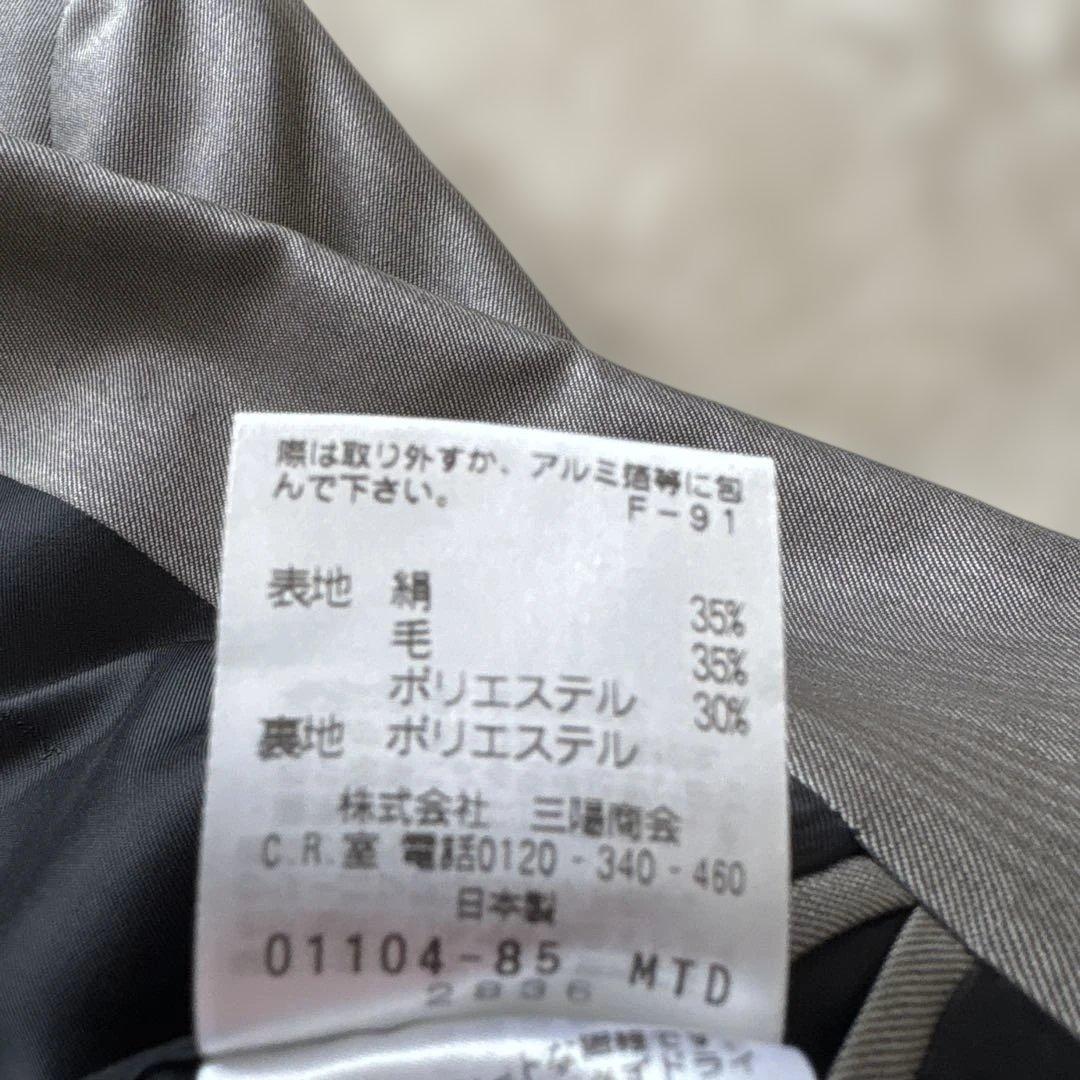 際は取り外すか、アルミ箔等に包
んで下さい。
F-91
表地 絹 35%
毛 35%
ポリエステル 30%
裏地 ポリエステル
株式会社 三陽商会
C.R.室 電話0120-340-460
日本製
01104-85 MTD
2836